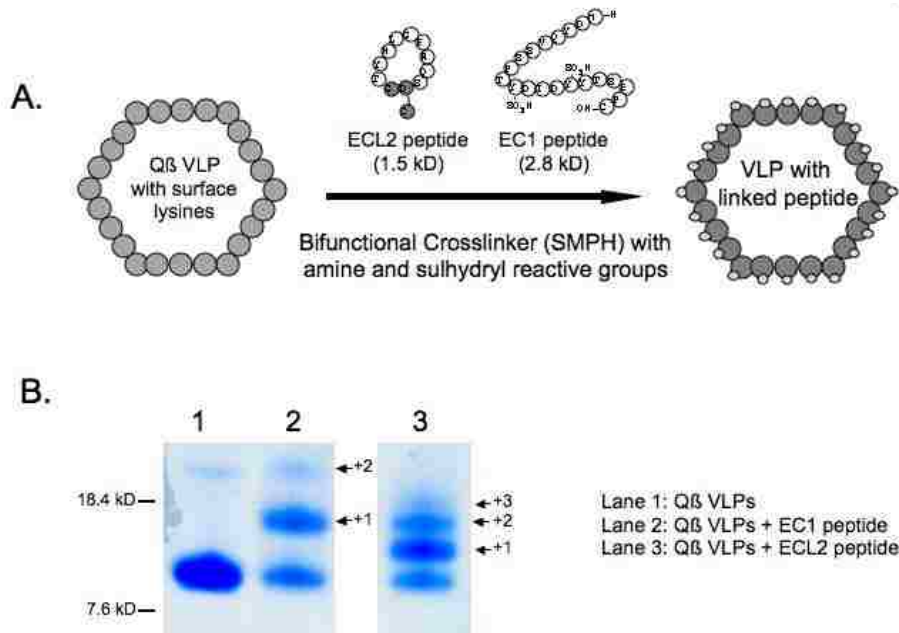 A.
Qß VLP
with surface
lysines
ECL2 peptide
(1.5 kD)
EC1 peptide
(2.8 kD)
SO₃H
SO₃H
OH
H
Bifunctional Crosslinker (SMPH) with
amine and sulhydryl reactive groups
VLP with
linked peptide
B.
1
2
3
18.4 kD
7.6 kD
+2
+1
+3
+2
+1
Lane 1: Qß VLPs
Lane 2: Qß VLPs + EC1 peptide
Lane 3: Qß VLPs + ECL2 peptide